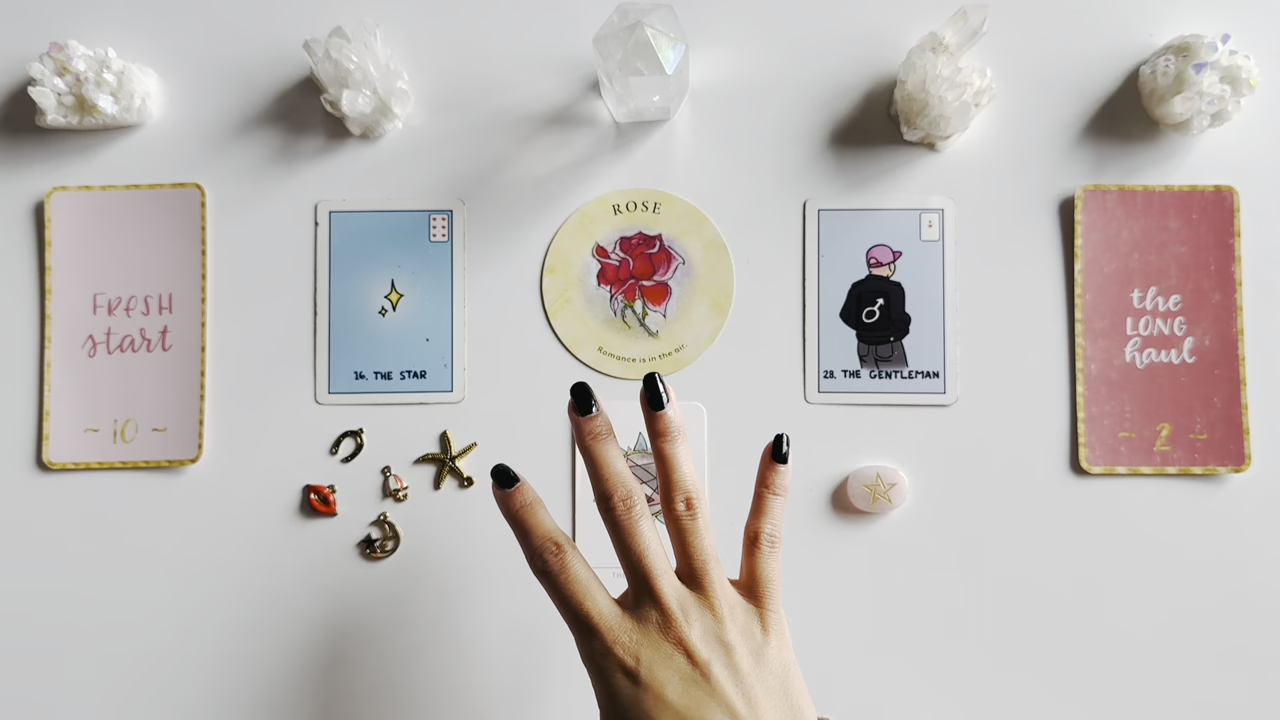 FRESH
start
~ 10 ~
16. THE STAR
ROSE
Romance is in the air.
28. THE GENTLEMAN
the
LONG
haul
~ 2 ~